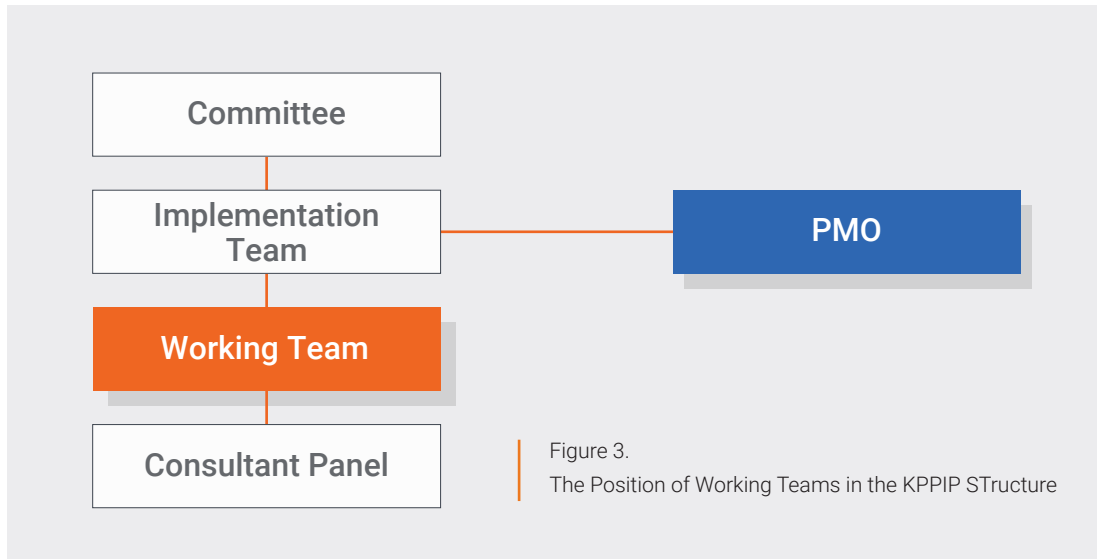 Committee
Implementation
Team
PMO
Working Team
Consultant Panel
Figure 3.
The Position of Working Teams in the KPPIP STructure